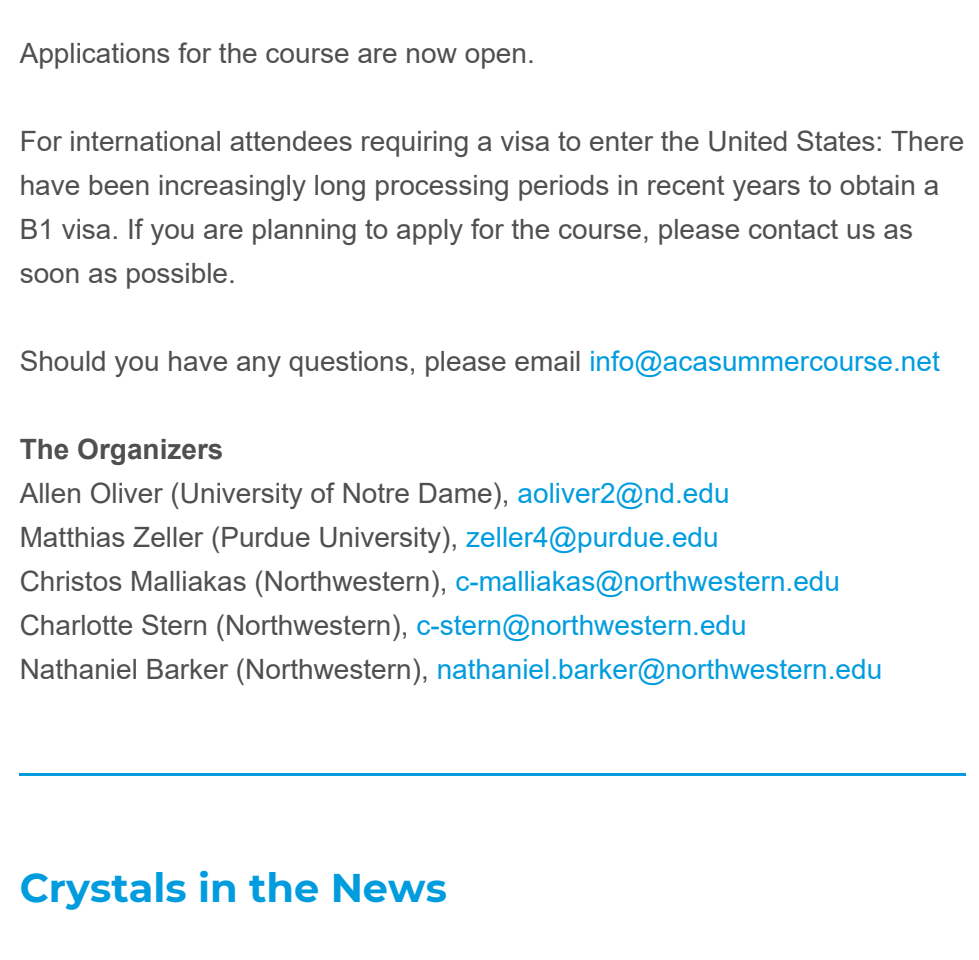 Applications for the course are now open.
For international attendees requiring a visa to enter the United States: There
have been increasingly long processing periods in recent years to obtain a
B1 visa. If you are planning to apply for the course, please contact us as
soon as possible.
Should you have any questions, please email info@acasummercourse.net
The Organizers
Allen Oliver (University of Notre Dame), aoliver2@nd.edu
Matthias Zeller (Purdue University), zeller4@purdue.edu
Christos Malliakas (Northwestern), c-malliakas@northwestern.edu
Charlotte Stern (Northwestern), c-stern@northwestern.edu
Nathaniel Barker (Northwestern), nathaniel.barker@northwestern.edu
Crystals in the News